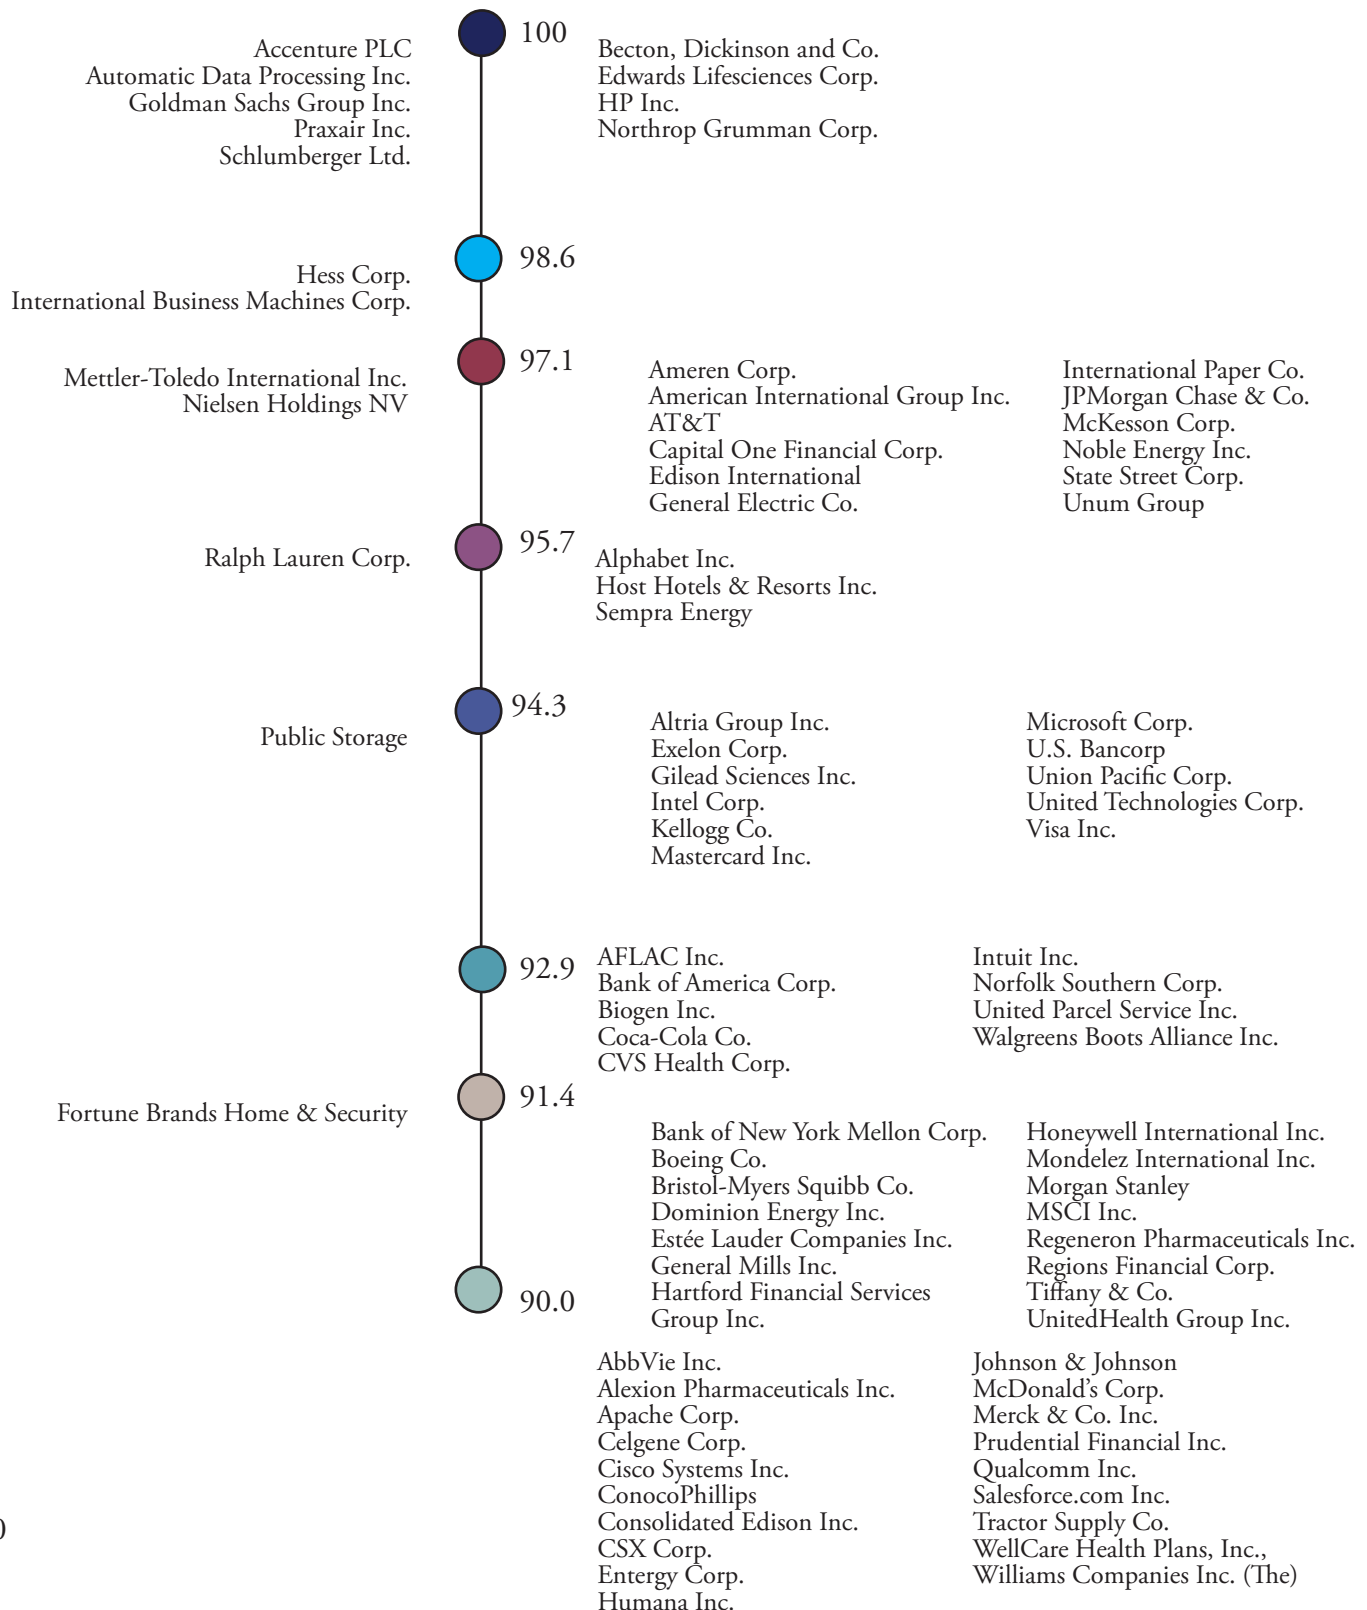 100
Accenture PLC
Automatic Data Processing Inc.
Goldman Sachs Group Inc.
Praxair Inc.
Schlumberger Ltd.
Becton, Dickinson and Co.
Edwards Lifesciences Corp.
HP Inc.
Northrop Grumman Corp.
98.6
Hess Corp.
International Business Machines Corp.
97.1
Mettler-Toledo International Inc.
Nielsen Holdings NV
Ameren Corp.
American International Group Inc.
AT&T
Capital One Financial Corp.
Edison International
General Electric Co.
International Paper Co.
JPMorgan Chase & Co.
McKesson Corp.
Noble Energy Inc.
State Street Corp.
Unum Group
95.7
Ralph Lauren Corp.
Alphabet Inc.
Host Hotels & Resorts Inc.
Sempra Energy
94.3
Public Storage
Altria Group Inc.
Exelon Corp.
Gilead Sciences Inc.
Intel Corp.
Kellogg Co.
Mastercard Inc.
Microsoft Corp.
U.S. Bancorp
Union Pacific Corp.
United Technologies Corp.
Visa Inc.
92.9
AFLAC Inc.
Bank of America Corp.
Biogen Inc.
Coca-Cola Co.
CVS Health Corp.
Intuit Inc.
Norfolk Southern Corp.
United Parcel Service Inc.
Walgreens Boots Alliance Inc.
91.4
Fortune Brands Home & Security
Bank of New York Mellon Corp.
Boeing Co.
Bristol-Myers Squibb Co.
Dominion Energy Inc.
Estée Lauder Companies Inc.
General Mills Inc.
Hartford Financial Services
Group Inc.
Honeywell International Inc.
Mondelez International Inc.
Morgan Stanley
MSCI Inc.
Regeneron Pharmaceuticals Inc.
Regions Financial Corp.
Tiffany & Co.
UnitedHealth Group Inc.
90.0
AbbVie Inc.
Alexion Pharmaceuticals Inc.
Apache Corp.
Celgene Corp.
Cisco Systems Inc.
ConocoPhillips
Consolidated Edison Inc.
CSX Corp.
Entergy Corp.
Humana Inc.
Johnson & Johnson
McDonald's Corp.
Merck & Co. Inc.
Prudential Financial Inc.
Qualcomm Inc.
Salesforce.com Inc.
Tractor Supply Co.
WellCare Health Plans, Inc.,
Williams Companies Inc. (The)